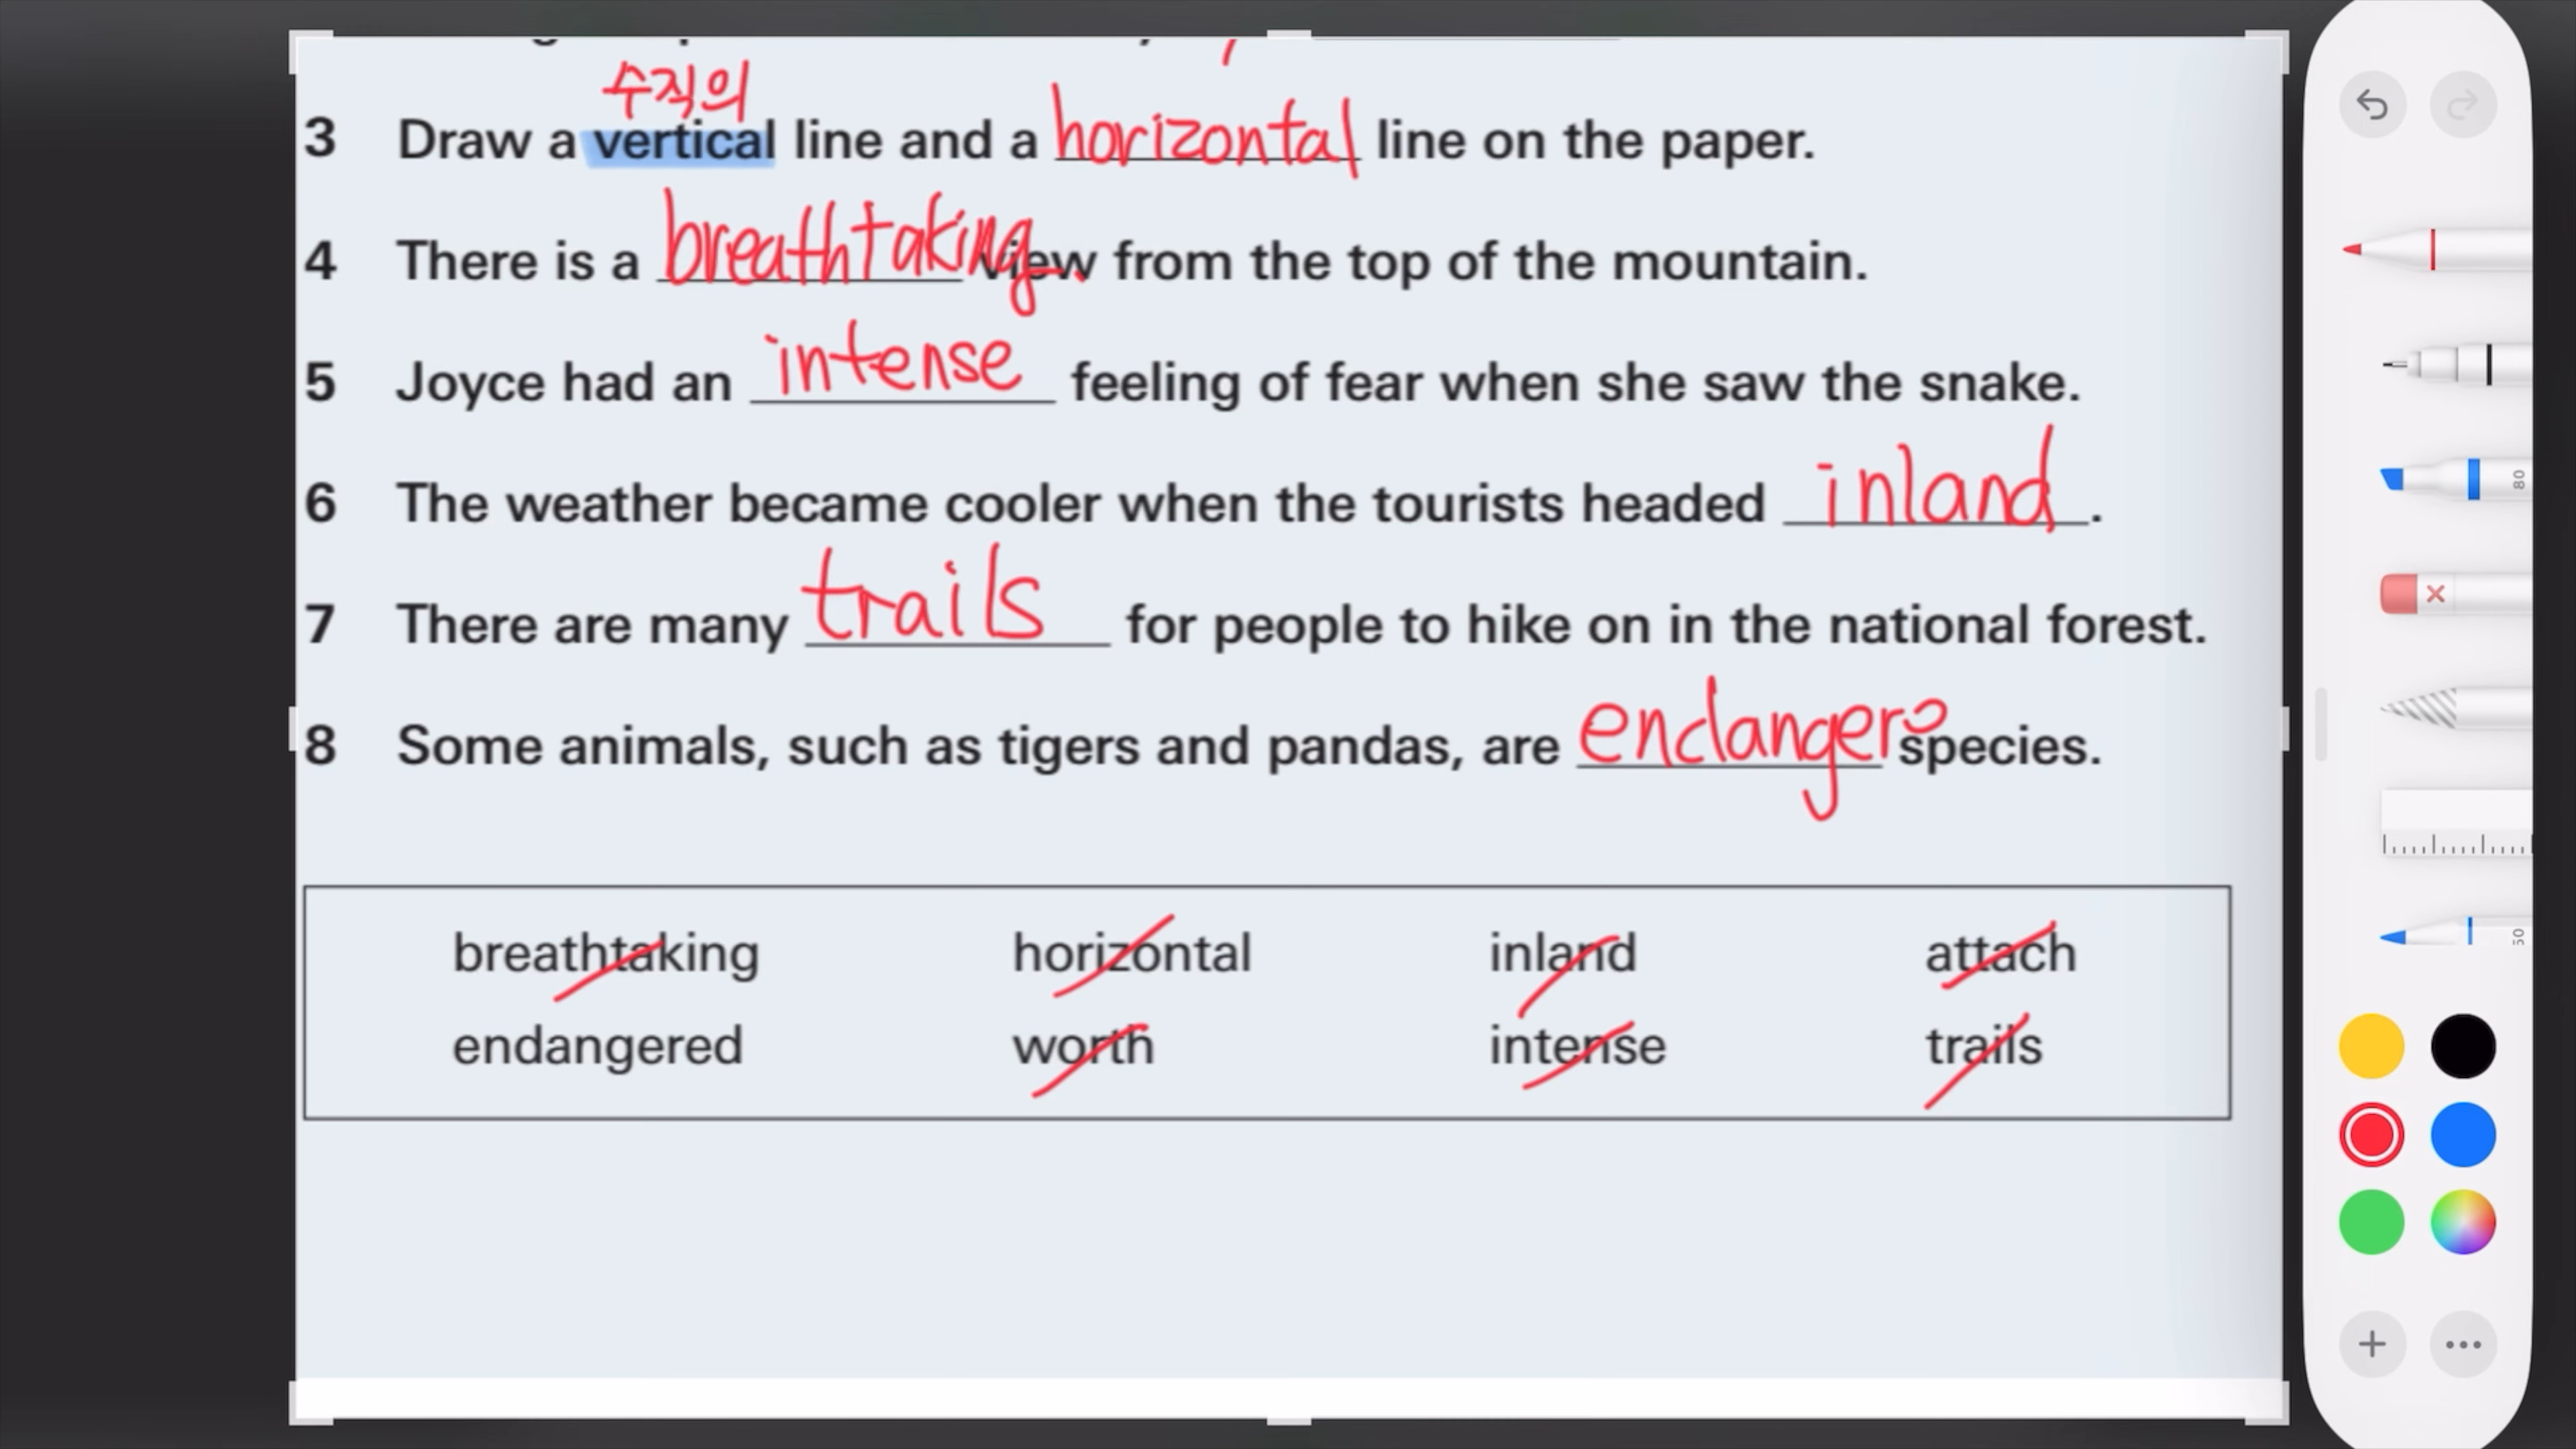 수직의
3 Draw a vertical line and a horizontal line on the paper.
4 There is a breathtaking view from the top of the mountain.
5 Joyce had an intense feeling of fear when she saw the snake.
6 The weather became cooler when the tourists headed inland.
7 There are many trails for people to hike on in the national forest.
8 Some animals, such as tigers and pandas, are endangere species.
breathtaking horizontal inland attach
endangered worth intense trails
80
50